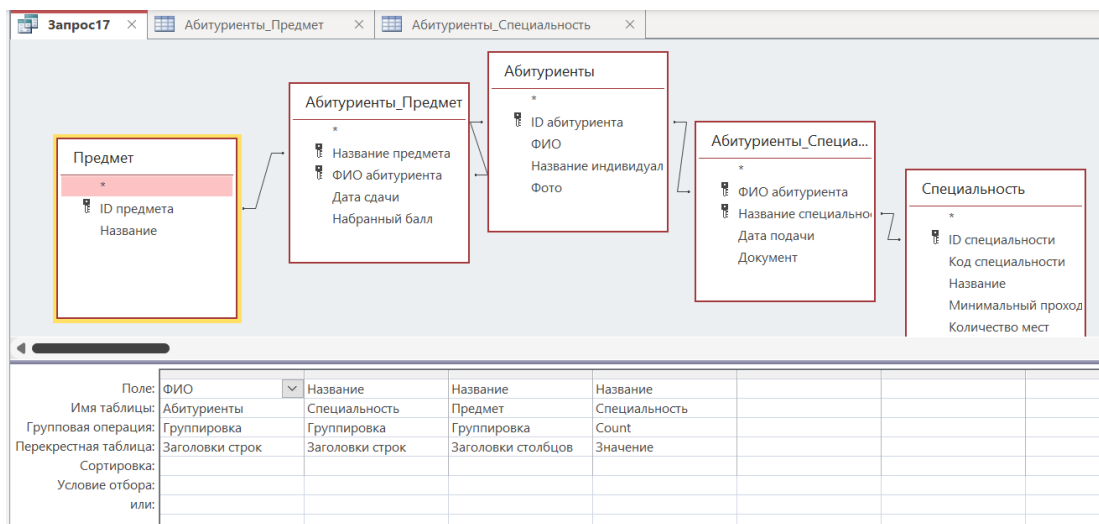 Запрос17
Абитуриенты_Предмет
Абитуриенты_Специальность
Предмет
*
ID предмета
Название
Абитуриенты_Предмет
*
Название предмета
ФИО абитуриента
Дата сдачи
Набранный балл
Абитуриенты
*
ID абитуриента
ФИО
Название индивидуал
Фото
Абитуриенты_Специа...
*
ФИО абитуриента
Название специально
Дата подачи
Документ
Специальность
*
ID специальности
Код специальности
Название
Минимальный проход
Количество мест
Поле: ФИО Название Название Название
Имя таблицы: Абитуриенты Специальность Предмет Специальность
Групповая операция: Группировка Группировка Группировка Count
Перекрестная таблица: Заголовки строк Заголовки строк Заголовки столбцов Значение
Сортировка:
Условие отбора:
или: